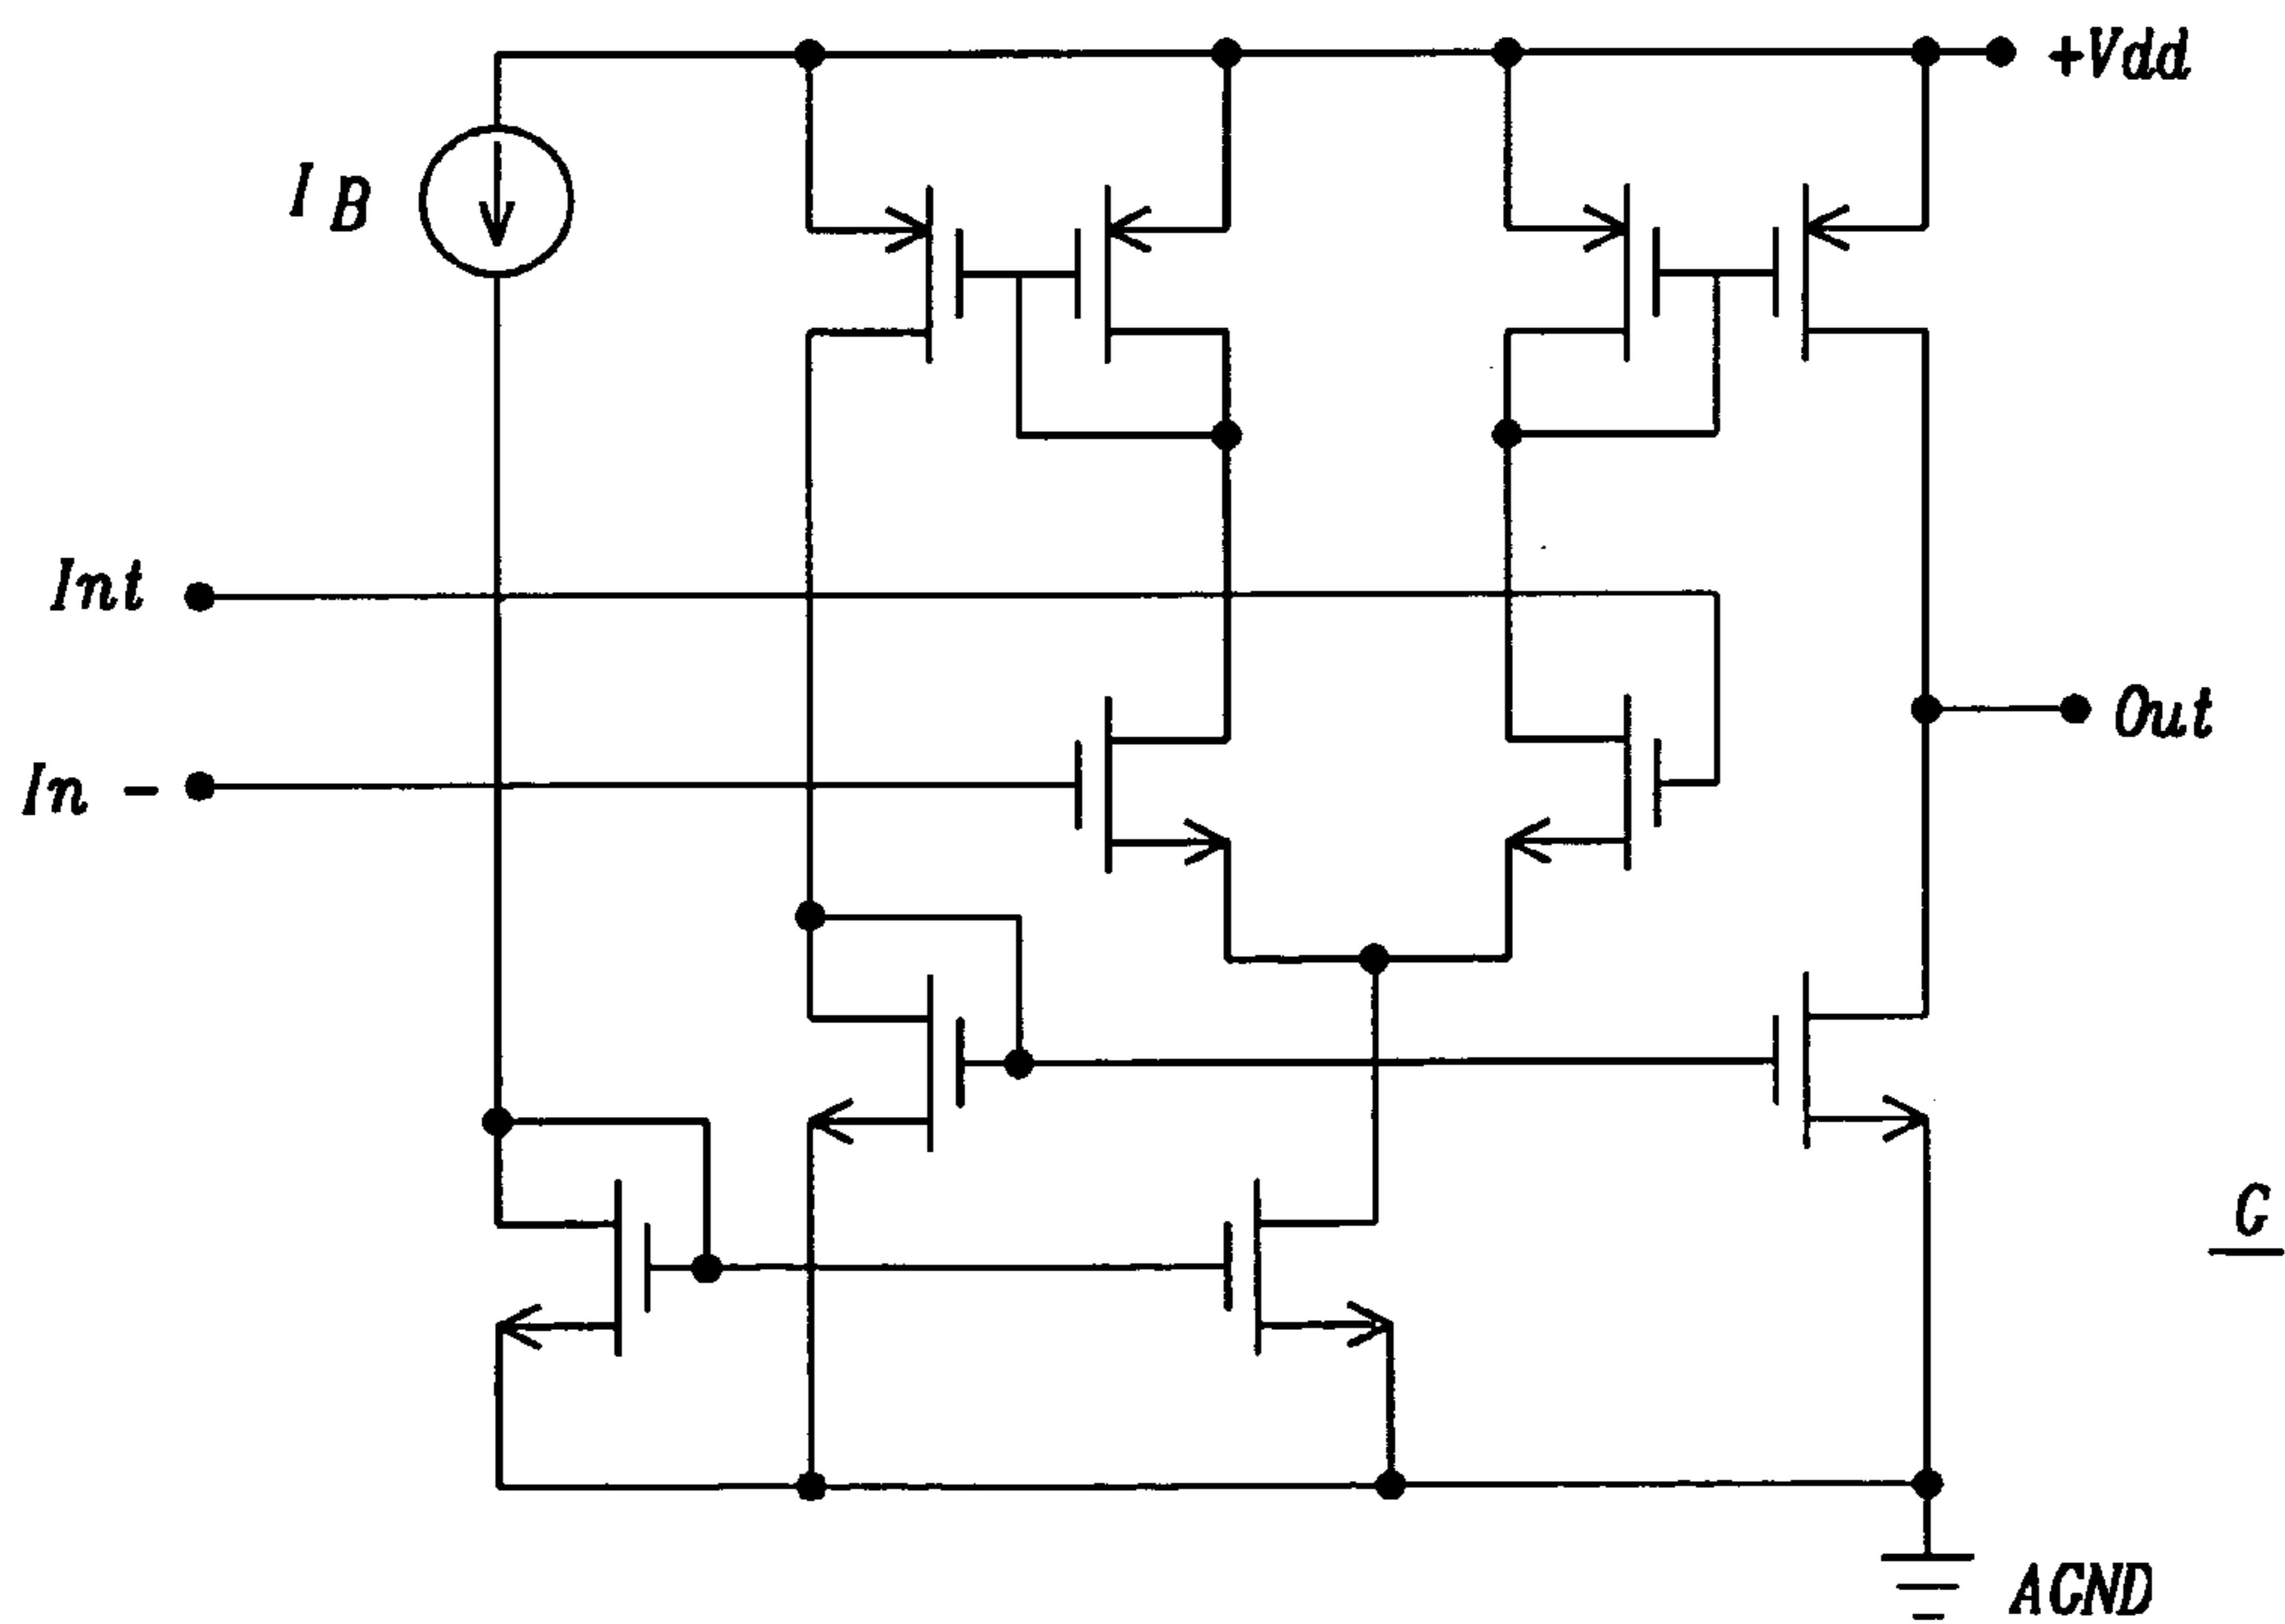 +Vdd
I B
Int
Out
In -
G
AGND